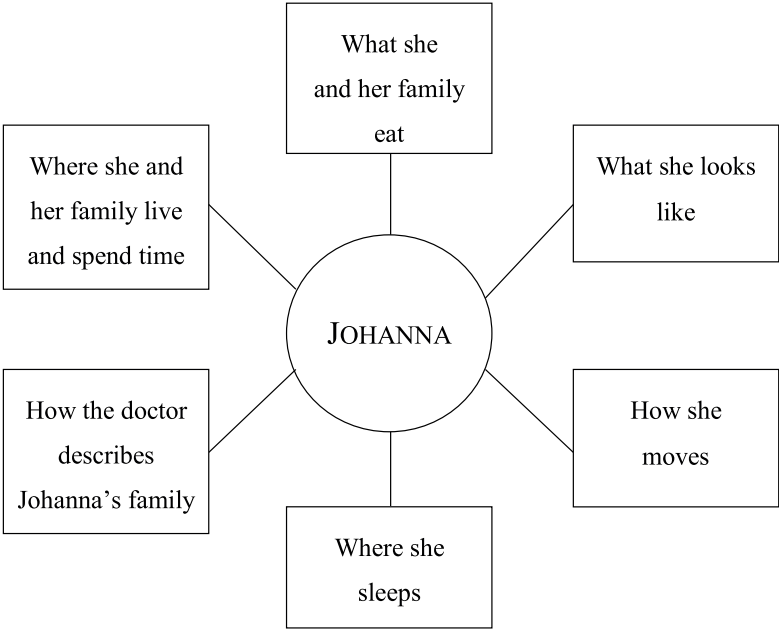 What she
and her family
eat
Where she and
her family live
and spend time
What she looks
like
JOHANNA
How the doctor
describes
Johanna's family
How she
moves
Where she
sleeps